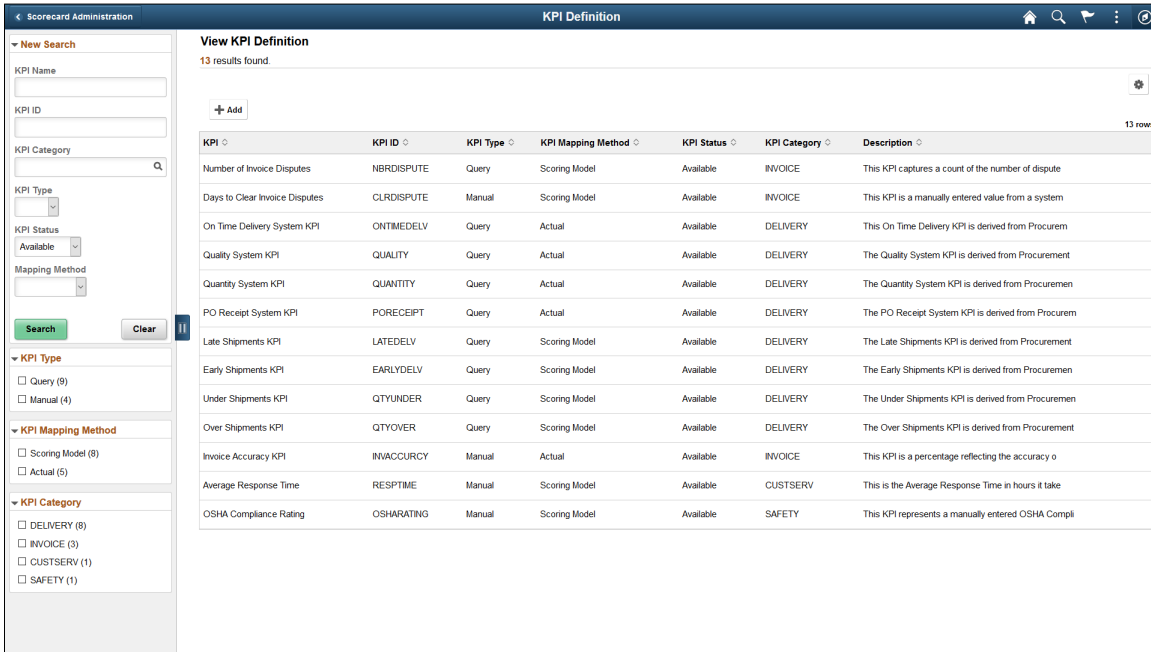 Scorecard Administration
KPI Definition
New Search
KPI Name
KPI ID
KPI Category
KPI Type
KPI Status
Available
Mapping Method
Search
Clear
KPI Type
Query (9)
Manual (4)
KPI Mapping Method
Scoring Model (8)
Actual (5)
KPI Category
DELIVERY (8)
INVOICE (3)
CUSTSERV (1)
SAFETY (1)
View KPI Definition
13 results found.
Add
13 rows
KPI KPI ID KPI Type KPI Mapping Method KPI Status KPI Category Description
Number of Invoice Disputes NBRDISPUTE Query Scoring Model Available INVOICE This KPI captures a count of the number of dispute
Days to Clear Invoice Disputes CLRDISPUTE Manual Scoring Model Available INVOICE This KPI is a manually entered value from a system
On Time Delivery System KPI ONTIMEDELV Query Actual Available DELIVERY This On Time Delivery KPI is derived from Procurem
Quality System KPI QUALITY Query Actual Available DELIVERY The Quality System KPI is derived from Procurement
Quantity System KPI QUANTITY Query Actual Available DELIVERY The Quantity System KPI is derived from Procuremen
PO Receipt System KPI PORECEIPT Query Actual Available DELIVERY The PO Receipt System KPI is derived from Procurem
Late Shipments KPI LATEDELV Query Scoring Model Available DELIVERY The Late Shipments KPI is derived from Procurement
Early Shipments KPI EARLYDELV Query Scoring Model Available DELIVERY The Early Shipments KPI is derived from Procuremen
Under Shipments KPI QTYUNDER Query Scoring Model Available DELIVERY The Under Shipments KPI is derived from Procuremen
Over Shipments KPI QTYOVER Query Scoring Model Available DELIVERY The Over Shipments KPI is derived from Procurement
Invoice Accuracy KPI INVACCURCY Manual Actual Available INVOICE This KPI is a percentage reflecting the accuracy o
Average Response Time RESPTIME Manual Scoring Model Available CUSTSERV This is the Average Response Time in hours it take
OSHA Compliance Rating OSHARATING Manual Scoring Model Available SAFETY This KPI represents a manually entered OSHA Compli